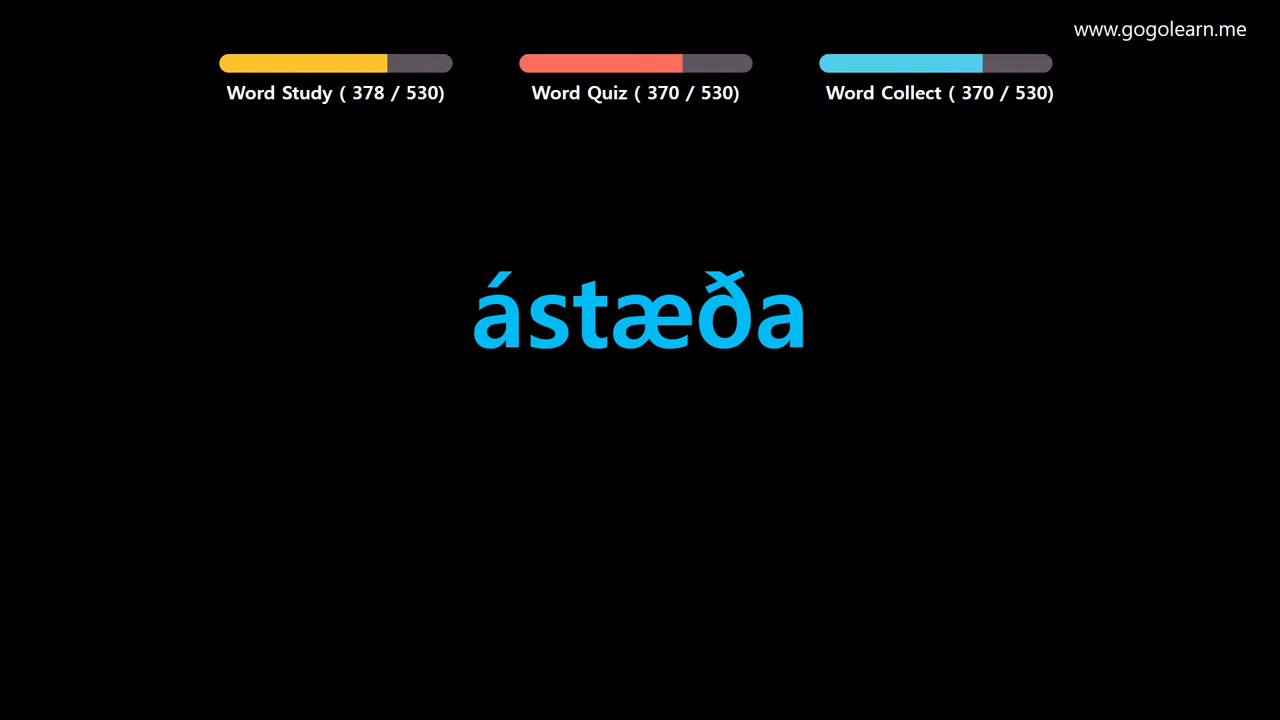 www.gogolearn.me
Word Study ( 378 / 530)
Word Quiz ( 370 / 530)
Word Collect ( 370 / 530)
ástæða